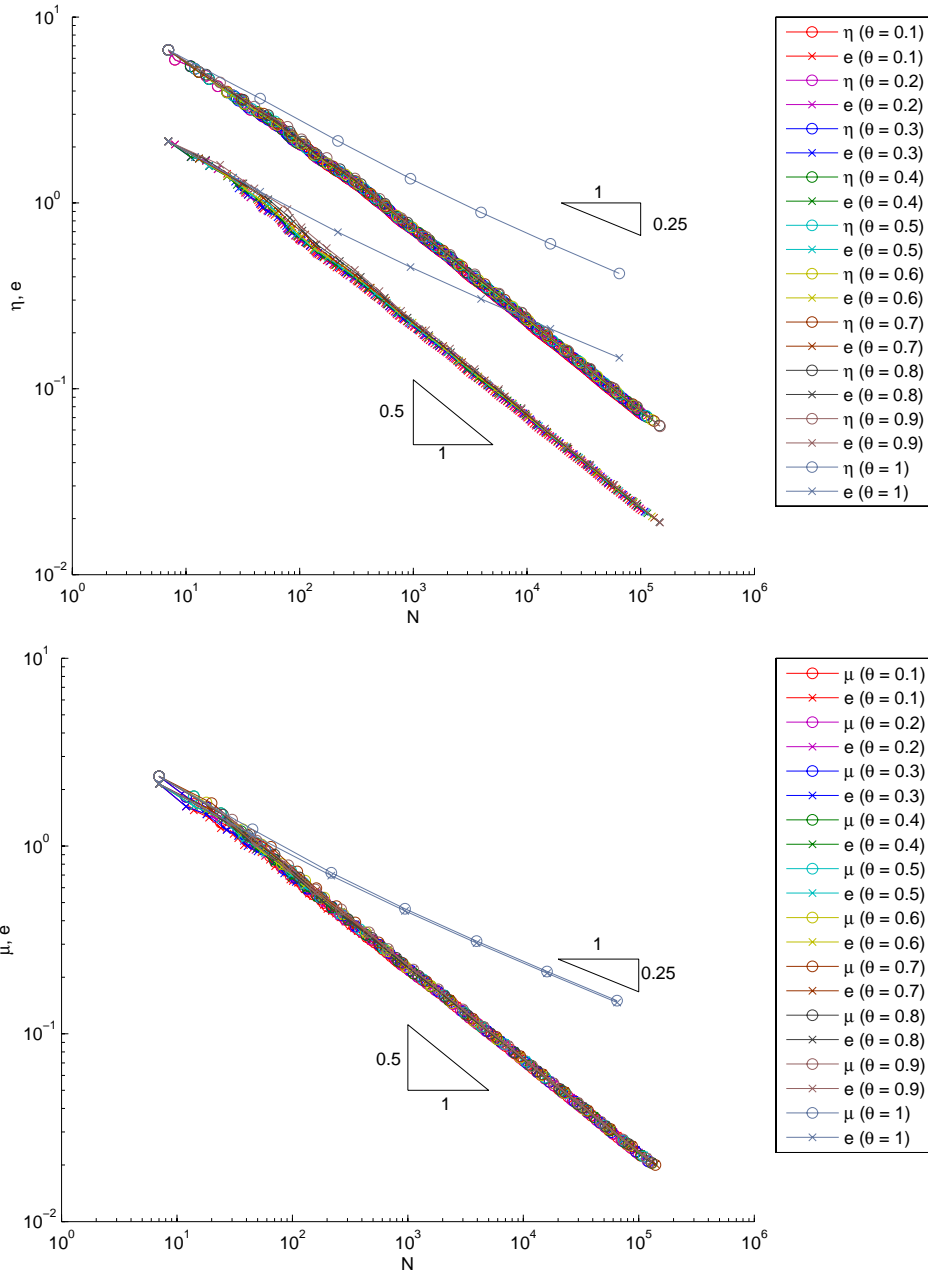 10^1
10^0
10^-1
10^-2
η, e
10^0
10^1
10^2
10^3
10^4
10^5
10^6
N
1
0.25
0.5
1
η (θ = 0.1)
e (θ = 0.1)
η (θ = 0.2)
e (θ = 0.2)
η (θ = 0.3)
e (θ = 0.3)
η (θ = 0.4)
e (θ = 0.4)
η (θ = 0.5)
e (θ = 0.5)
η (θ = 0.6)
e (θ = 0.6)
η (θ = 0.7)
e (θ = 0.7)
η (θ = 0.8)
e (θ = 0.8)
η (θ = 0.9)
e (θ = 0.9)
η (θ = 1)
e (θ = 1)
10^1
10^0
10^-1
10^-2
μ, e
10^0
10^1
10^2
10^3
10^4
10^5
10^6
N
1
0.25
0.5
1
μ (θ = 0.1)
e (θ = 0.1)
μ (θ = 0.2)
e (θ = 0.2)
μ (θ = 0.3)
e (θ = 0.3)
μ (θ = 0.4)
e (θ = 0.4)
μ (θ = 0.5)
e (θ = 0.5)
μ (θ = 0.6)
e (θ = 0.6)
μ (θ = 0.7)
e (θ = 0.7)
μ (θ = 0.8)
e (θ = 0.8)
μ (θ = 0.9)
e (θ = 0.9)
μ (θ = 1)
e (θ = 1)